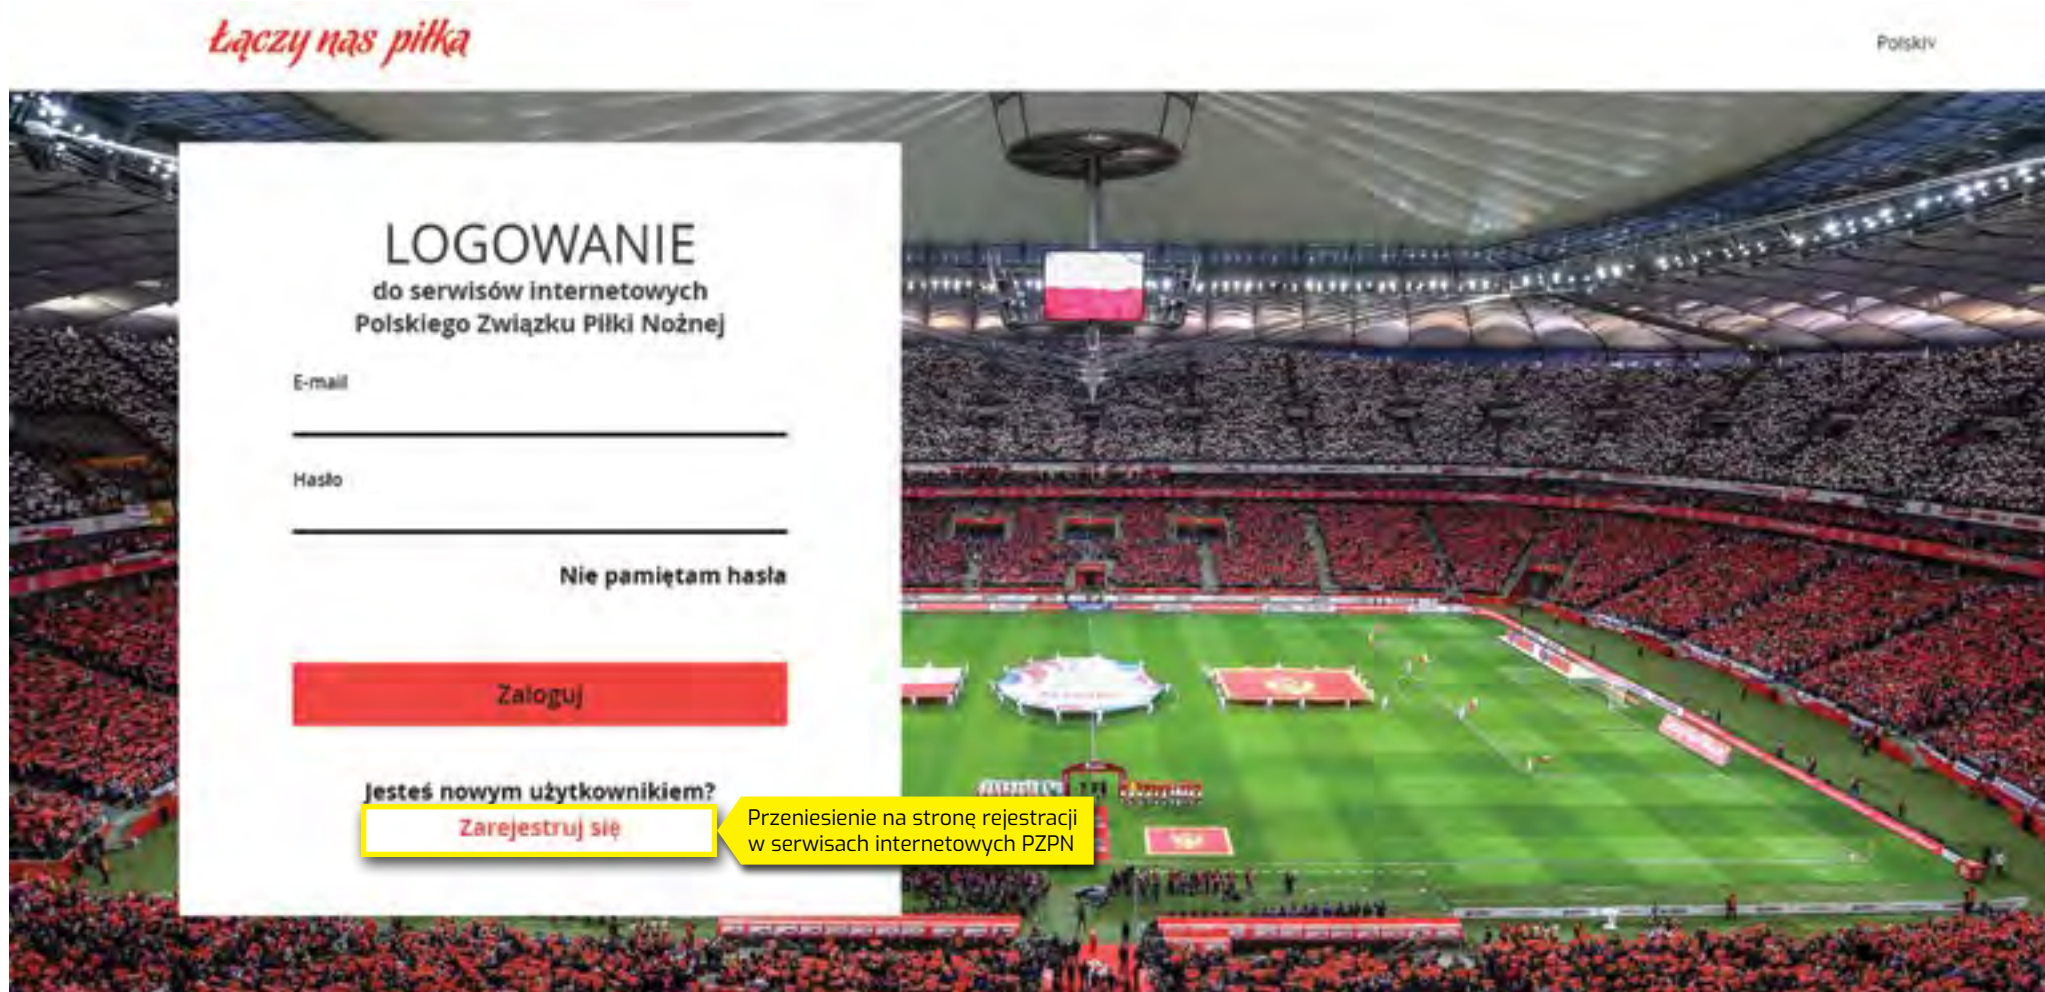 Łączy nas piłka
Polski
LOGOWANIE
do serwisów internetowych
Polskiego Związku Piłki Nożnej
E-mail
Hasło
Nie pamiętam hasła
Zaloguj
Jesteś nowym użytkownikiem?
Zarejestruj się
Przeniesienie na stronę rejestracji
w serwisach internetowych PZPN